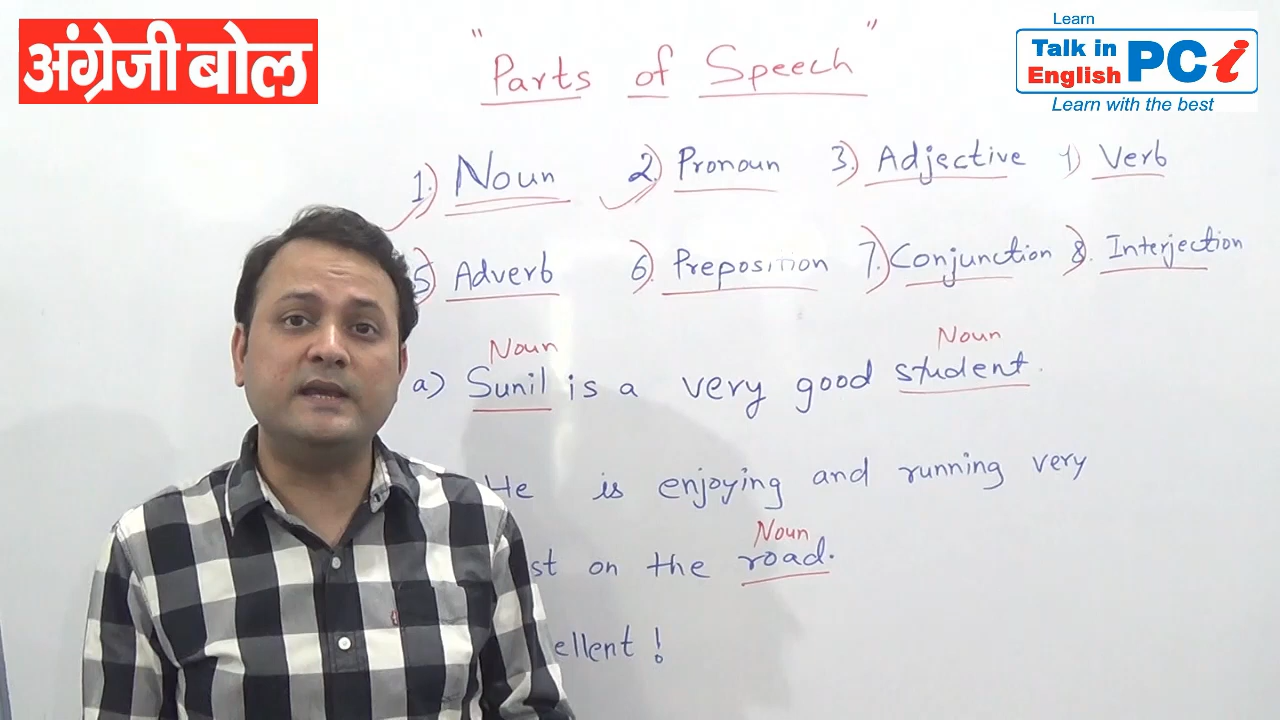 अंग्रेजी बोल
Learn
Talk in English PCi
Learn with the best
"Parts of Speech"
1) Noun 2) Pronoun 3) Adjective 4) Verb
5) Adverb 6) Preposition 7) Conjunction 8. Interjection
Noun Noun
a) Sunil is a very good student.
He is enjoying and running very
Noun
st on the road.
ellent!